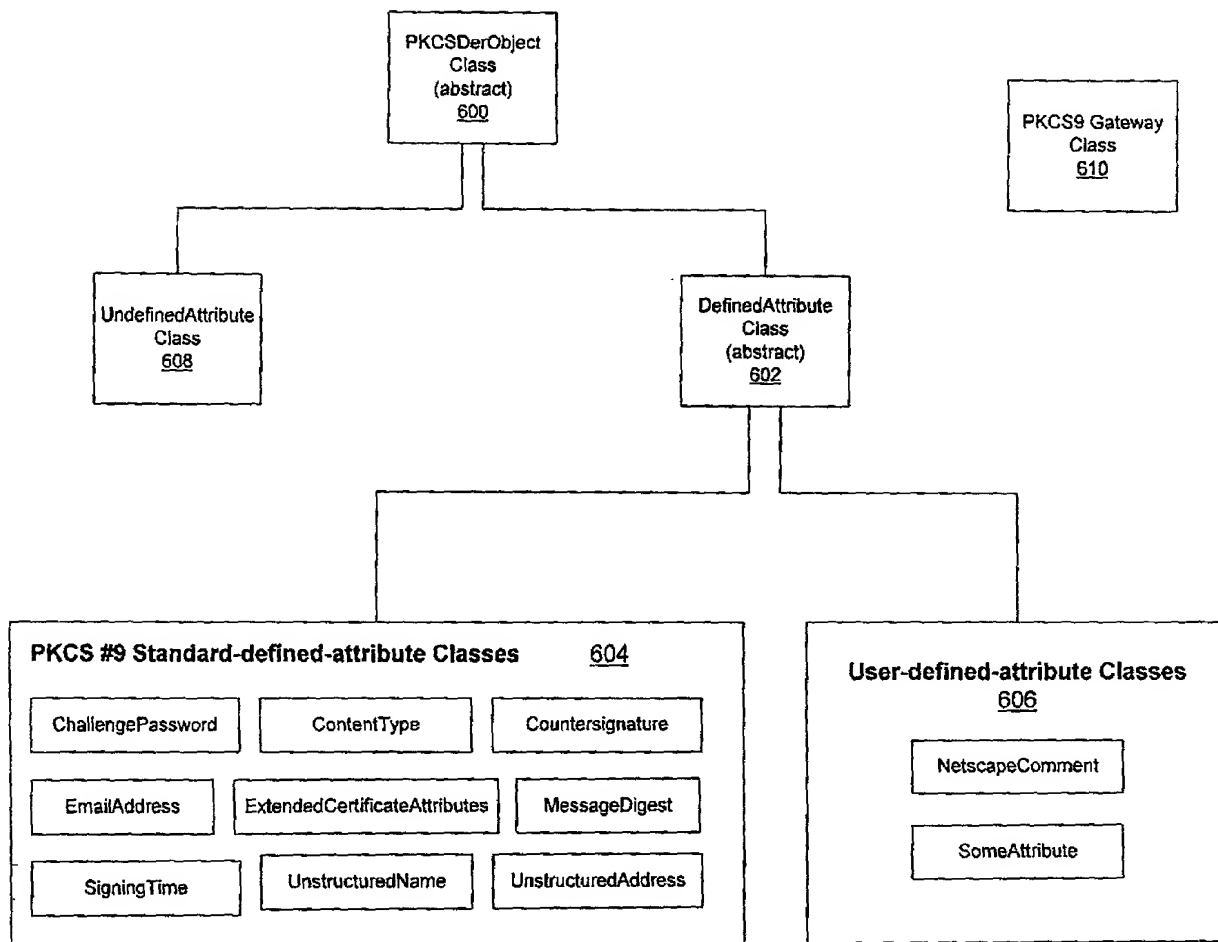 PKCSDerObject
Class
(abstract)
600
PKCS9 Gateway
Class
610
UndefinedAttribute
Class
608
DefinedAttribute
Class
(abstract)
602
PKCS #9 Standard-defined-attribute Classes 604
ChallengePassword
ContentType
Countersignature
EmailAddress
ExtendedCertificateAttributes
MessageDigest
SigningTime
UnstructuredName
UnstructuredAddress
User-defined-attribute Classes
606
NetscapeComment
SomeAttribute